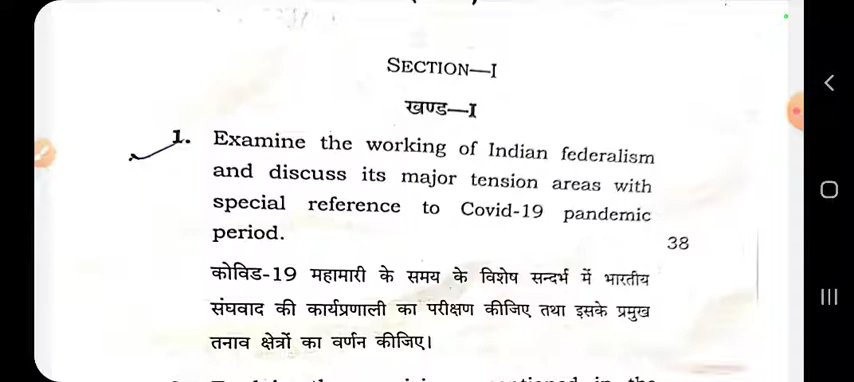 SECTION—I
खण्ड—I
1. Examine the working of Indian federalism
and discuss its major tension areas with
special reference to Covid-19 pandemic
period.
38
कोविड-19 महामारी के समय के विशेष सन्दर्भ में भारतीय
संघवाद की कार्यप्रणाली का परीक्षण कीजिए तथा इसके प्रमुख
तनाव क्षेत्रों का वर्णन कीजिए।